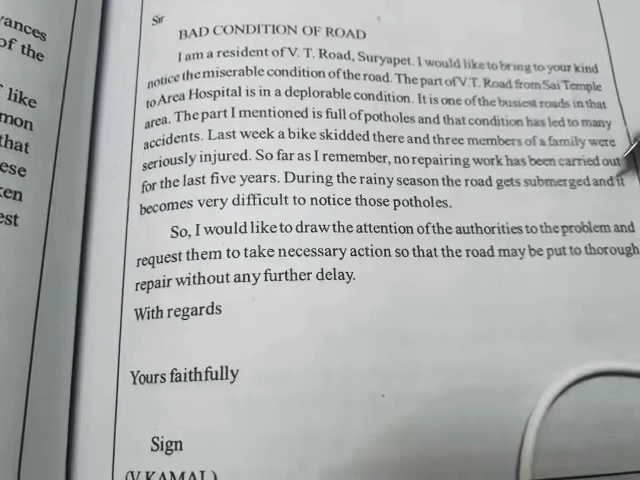 ances
of the
like
mon
that
ese
ken
est
Sir
BAD CONDITION OF ROAD
I am a resident of V. T. Road, Suryapet. I would like to bring to your kind
notice the miserable condition of the road. The part of V.T. Road from Sai Temple
to Area Hospital is in a deplorable condition. It is one of the busiest roads in that
area. The part I mentioned is full of potholes and that condition has led to many
accidents. Last week a bike skidded there and three members of a family were
seriously injured. So far as I remember, no repairing work has been carried out
for the last five years. During the rainy season the road gets submerged and it
becomes very difficult to notice those potholes.
So, I would like to draw the attention of the authorities to the problem and
request them to take necessary action so that the road may be put to thorough
repair without any further delay.
With regards
Yours faithfully
Sign
(V.KAMAL)